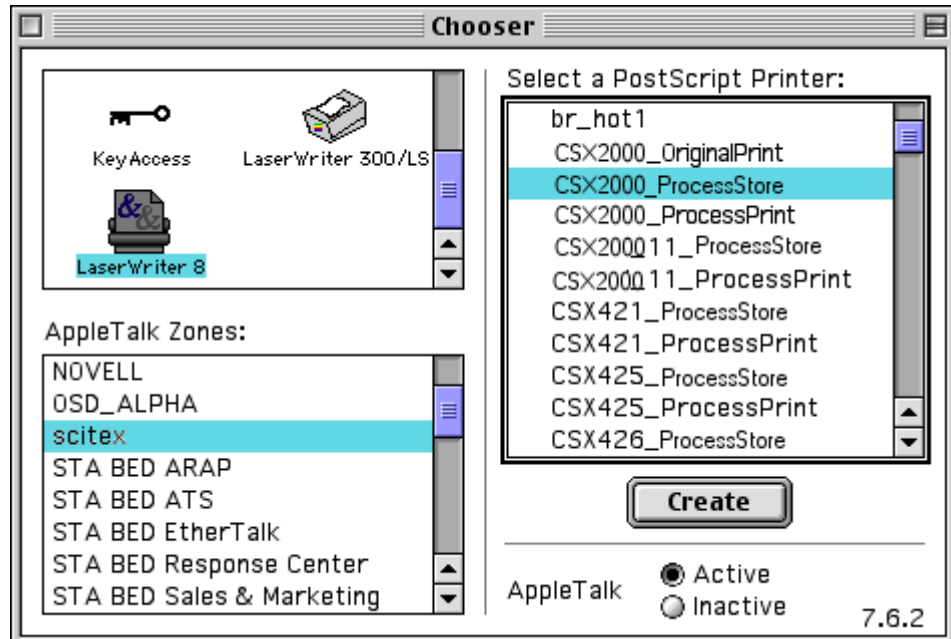 Chooser
KeyAccess
LaserWriter 300/LS
LaserWriter 8
AppleTalk Zones:
NOVELL
OSD_ALPHA
scitex
STA BED ARAP
STA BED ATS
STA BED EtherTalk
STA BED Response Center
STA BED Sales & Marketing
Select a PostScript Printer:
br_hot1
CSX2000_OriginalPrint
CSX2000_ProcessStore
CSX2000_ProcessPrint
CSX200011_ProcessStore
CSX200011_ProcessPrint
CSX421_ProcessStore
CSX421_ProcessPrint
CSX425_ProcessStore
CSX425_ProcessPrint
CSX426_ProcessStore
Create
AppleTalk
Active
Inactive
7.6.2